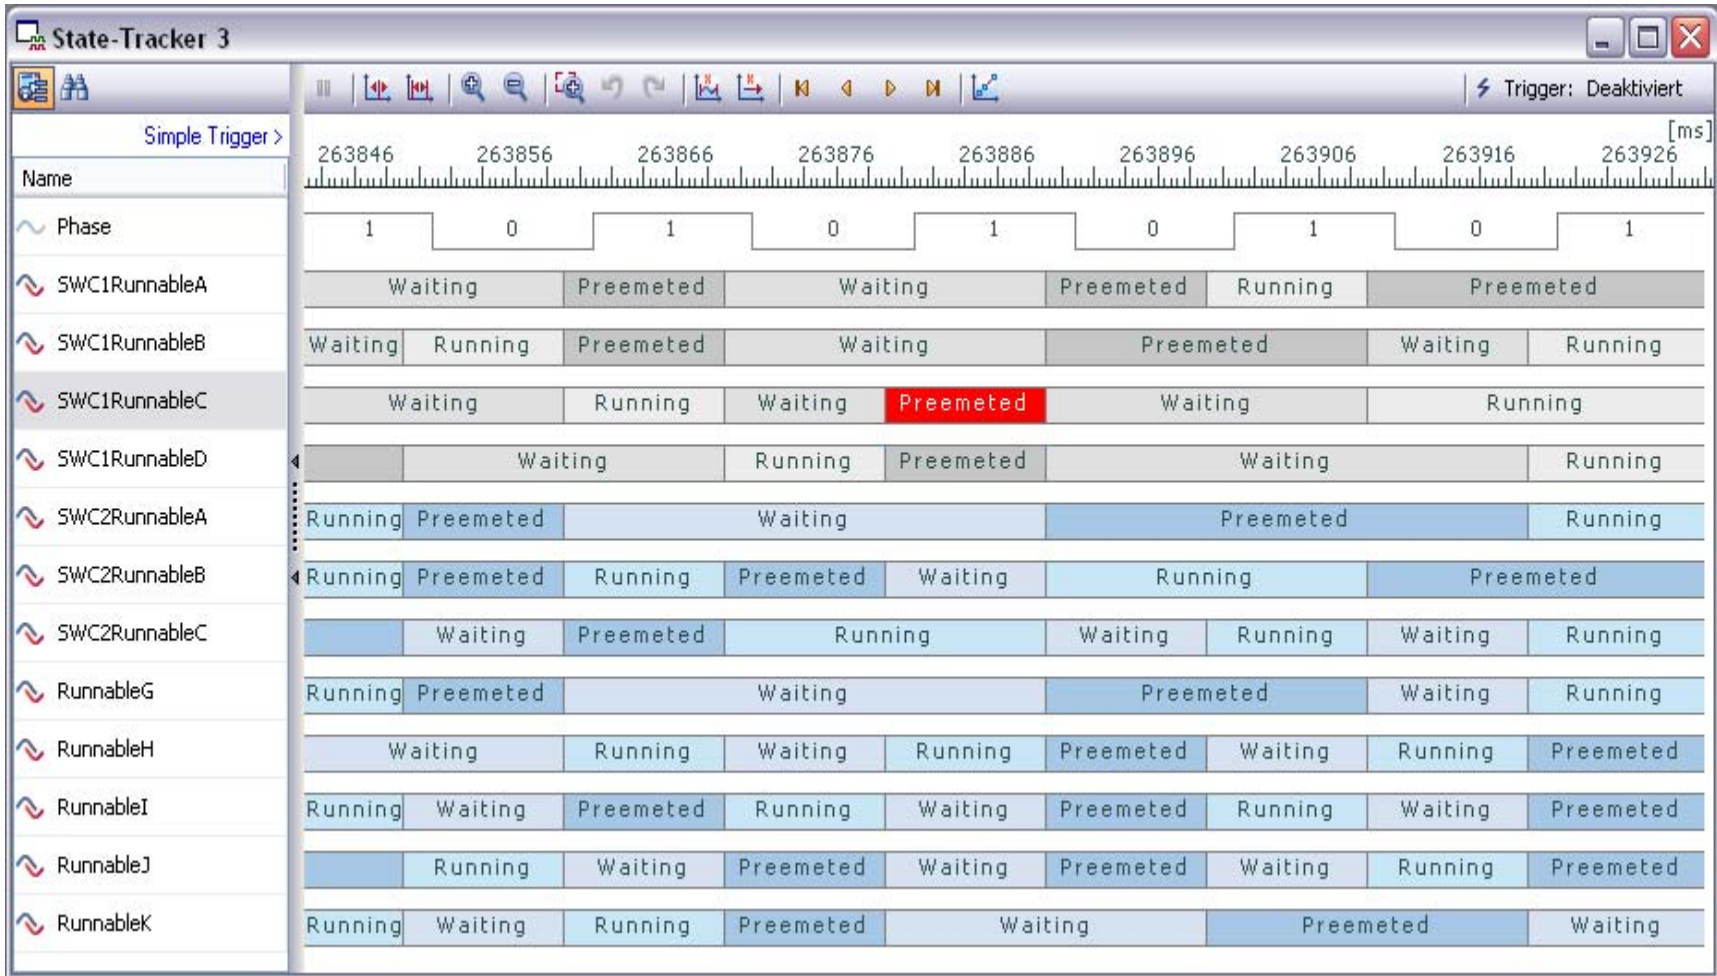 State-Tracker 3
Trigger: Deaktiviert
Simple Trigger >
[ms]
263846 263856 263866 263876 263886 263896 263906 263916 263926
Name
Phase 1 0 1 0 1 0 1 0 1
SWC1RunnableA Waiting Preemeted Waiting Preemeted Running Preemeted
SWC1RunnableB Waiting Running Preemeted Waiting Preemeted Waiting Running
SWC1RunnableC Waiting Running Waiting Preemeted Waiting Running
SWC1RunnableD Waiting Running Preemeted Waiting Running
SWC2RunnableA Running Preemeted Waiting Preemeted Running
SWC2RunnableB Running Preemeted Running Preemeted Waiting Running Preemeted
SWC2RunnableC Waiting Preemeted Running Waiting Running Waiting Running
RunnableG Running Preemeted Waiting Preemeted Waiting Running
RunnableH Waiting Running Waiting Running Preemeted Waiting Running Preemeted
RunnableI Running Waiting Preemeted Running Waiting Preemeted Running Waiting Preemeted
RunnableJ Running Waiting Preemeted Waiting Preemeted Waiting Running Preemeted
RunnableK Running Waiting Running Preemeted Waiting Preemeted Waiting